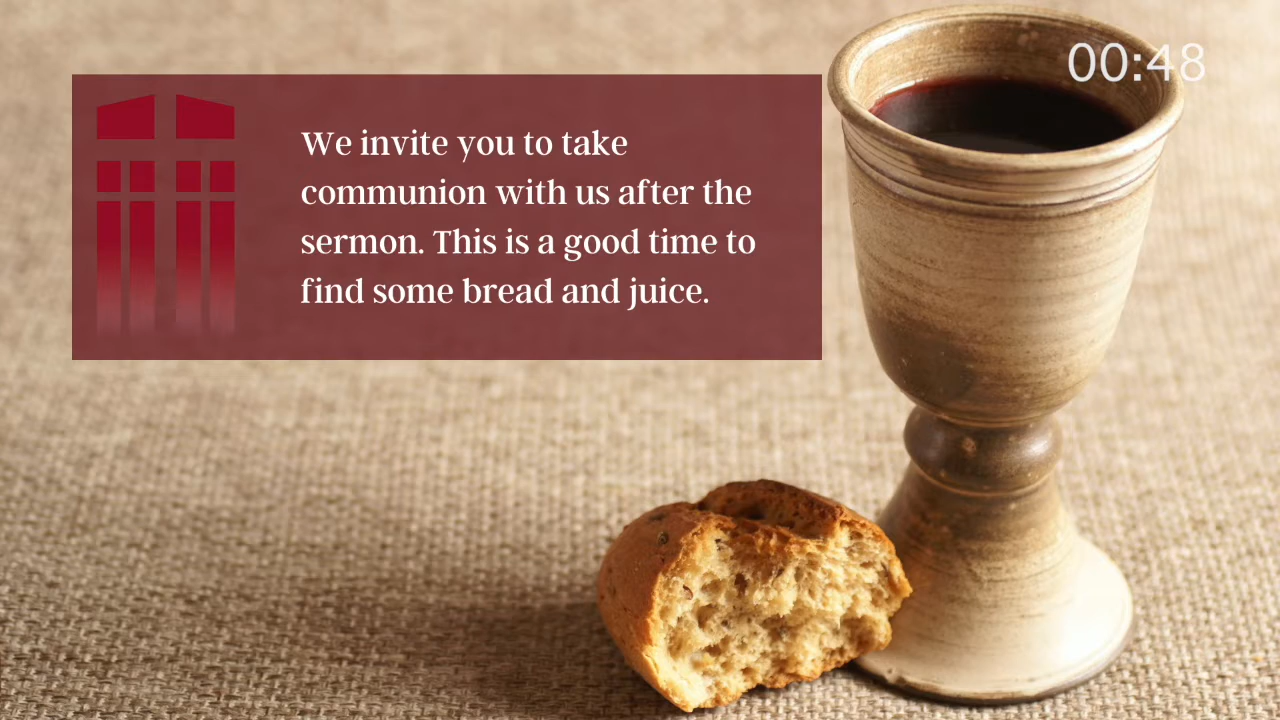 00:48
We invite you to take
communion with us after the
sermon. This is a good time to
find some bread and juice.